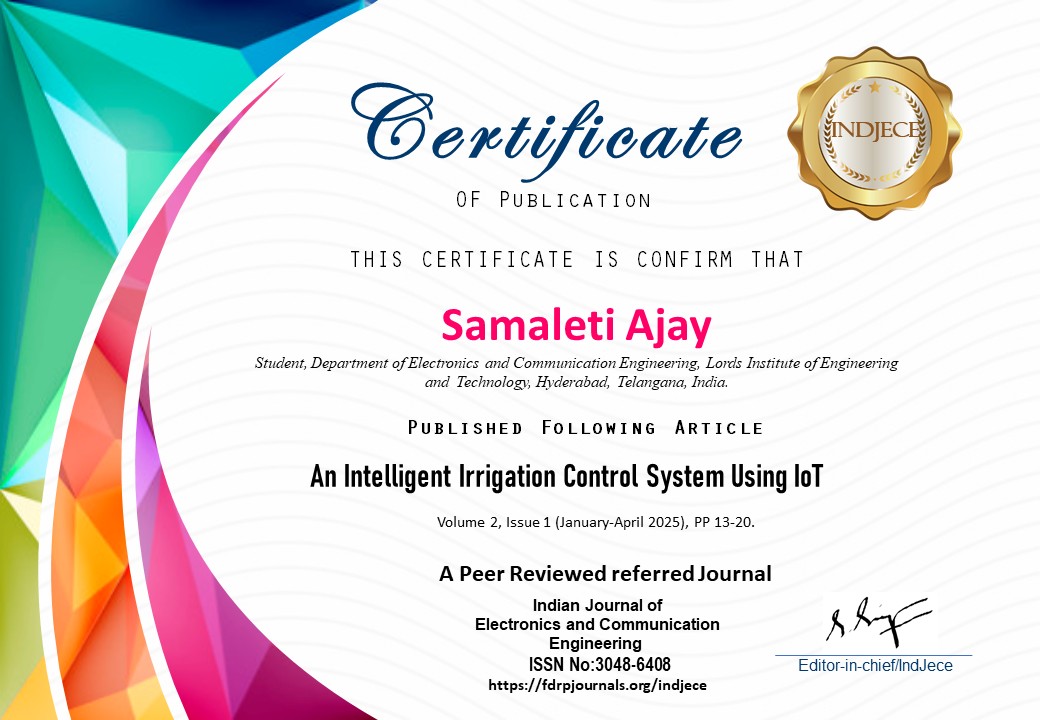 Certificate
INDJECE
OF PUBLICATION
THIS CERTIFICATE IS CONFIRM THAT
Samaleti Ajay
Student, Department of Electronics and Communication Engineering, Lords Institute of Engineering
and Technology, Hyderabad, Telangana, India.
PUBLISHED FOLLOWING ARTICLE
An Intelligent Irrigation Control System Using IoT
Volume 2, Issue 1 (January-April 2025), PP 13-20.
A Peer Reviewed referred Journal
Indian Journal of
Electronics and Communication
Engineering
ISSN No:3048-6408
https://fdrpjournals.org/indjece
Editor-in-chief/IndJece